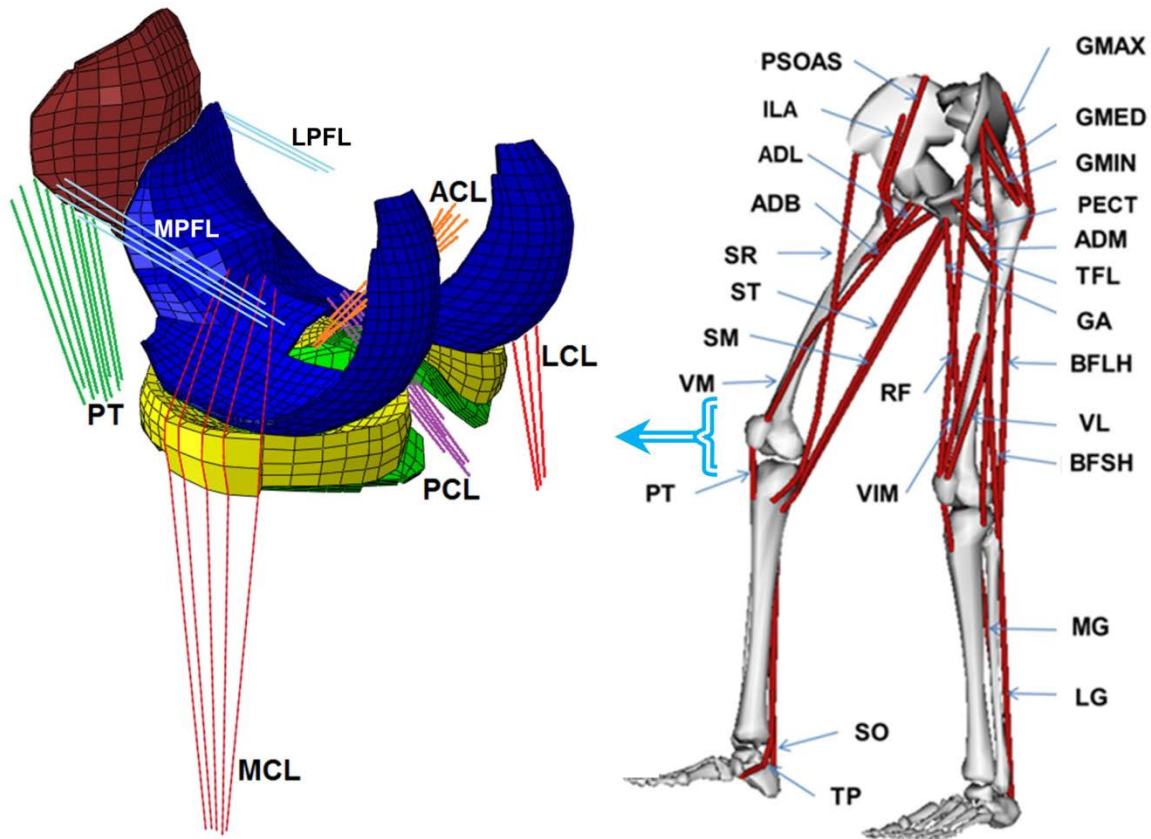 LPFL
ACL
MPFL
LCL
PT
PCL
MCL
PSOAS
ILA
ADL
ADB
SR
ST
SM
VM
PT
RF
VIM
SO
TP
GMAX
GMED
GMIN
PECT
ADM
TFL
GA
BFLH
VL
BFSH
MG
LG